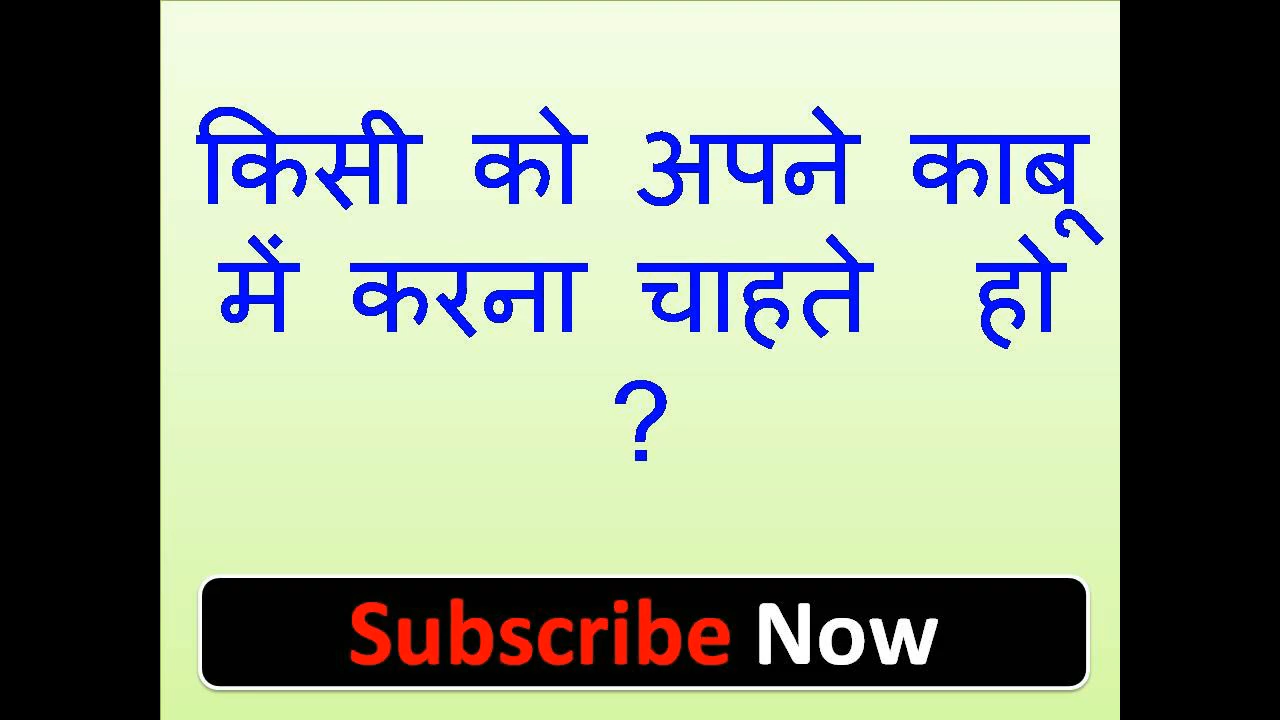 किसी को अपने काबू
में करना चाहते हो
?
Subscribe Now